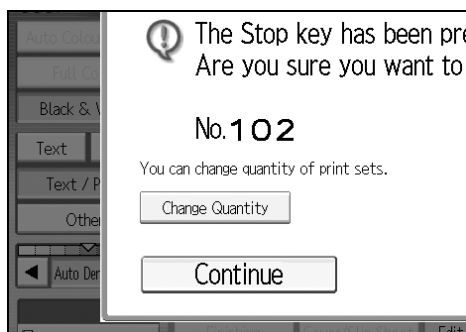 The Stop key has been pre
Are you sure you want to
No.102
You can change quantity of print sets.
Change Quantity
Continue
Auto Colou
Full Co
Black & 
Text
Text / P
Othe
Auto Den
Edit